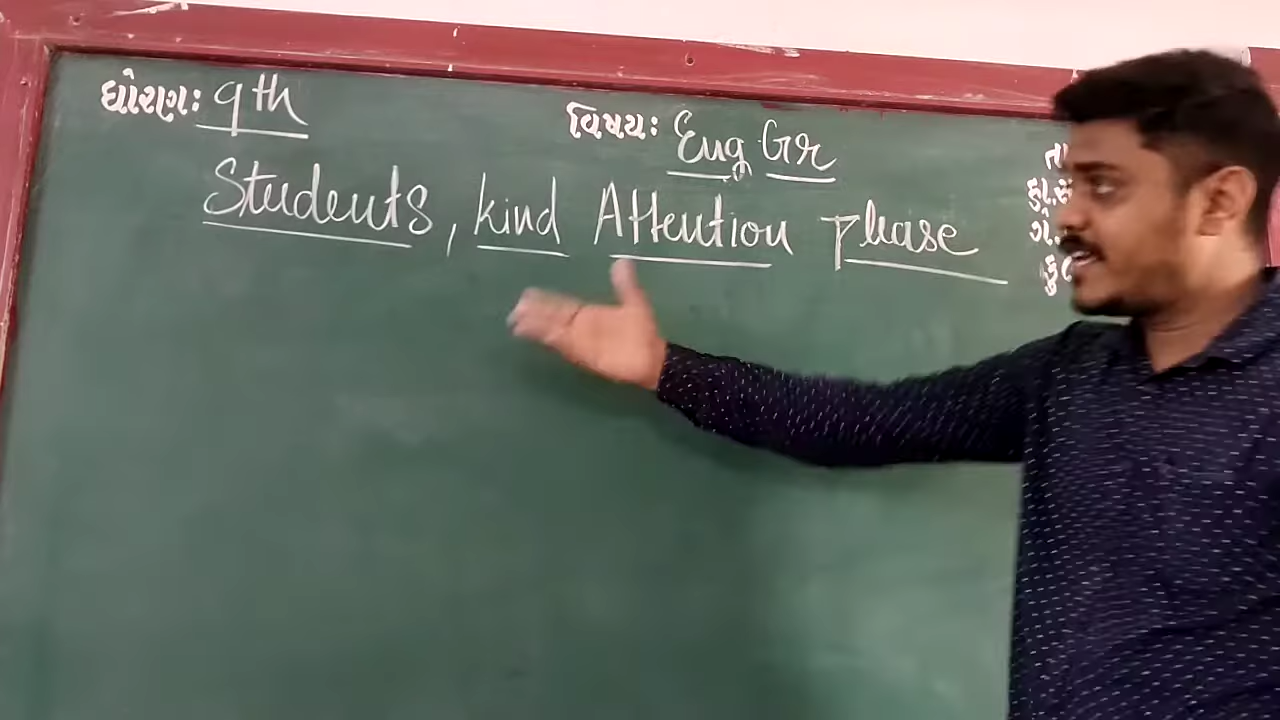 ધોરણ: 9th વિષય: Eng Gr
Students, kind Attention please